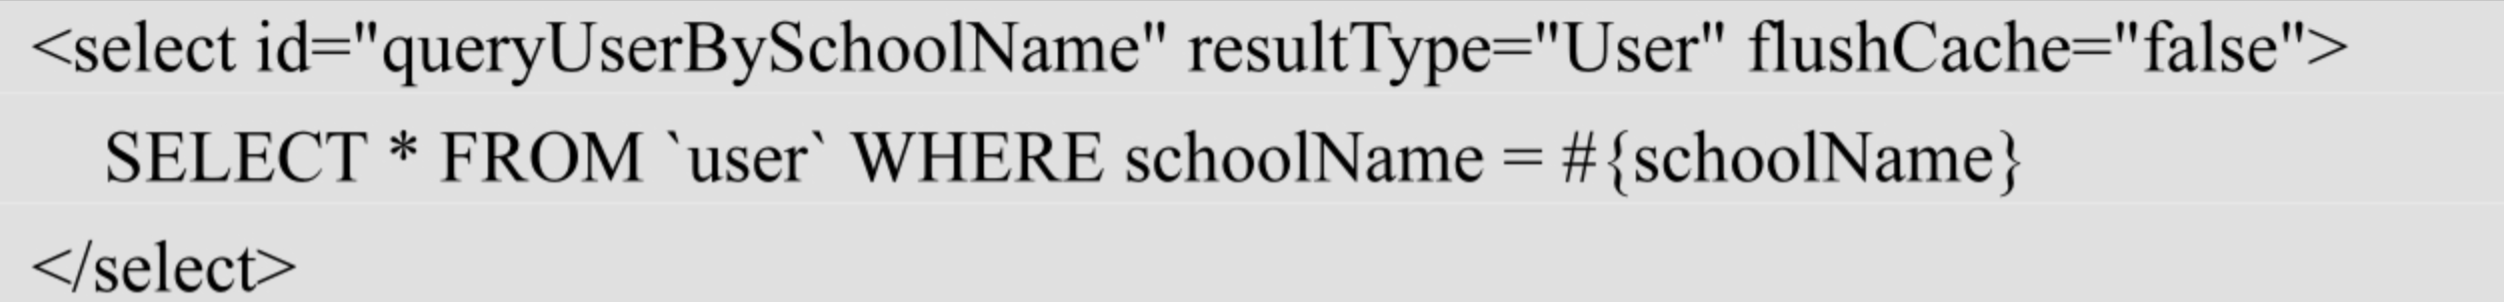 <select id="queryUserBySchoolName" resultType="User" flushCache="false">
SELECT * FROM `user` WHERE schoolName = #{schoolName}
</select>